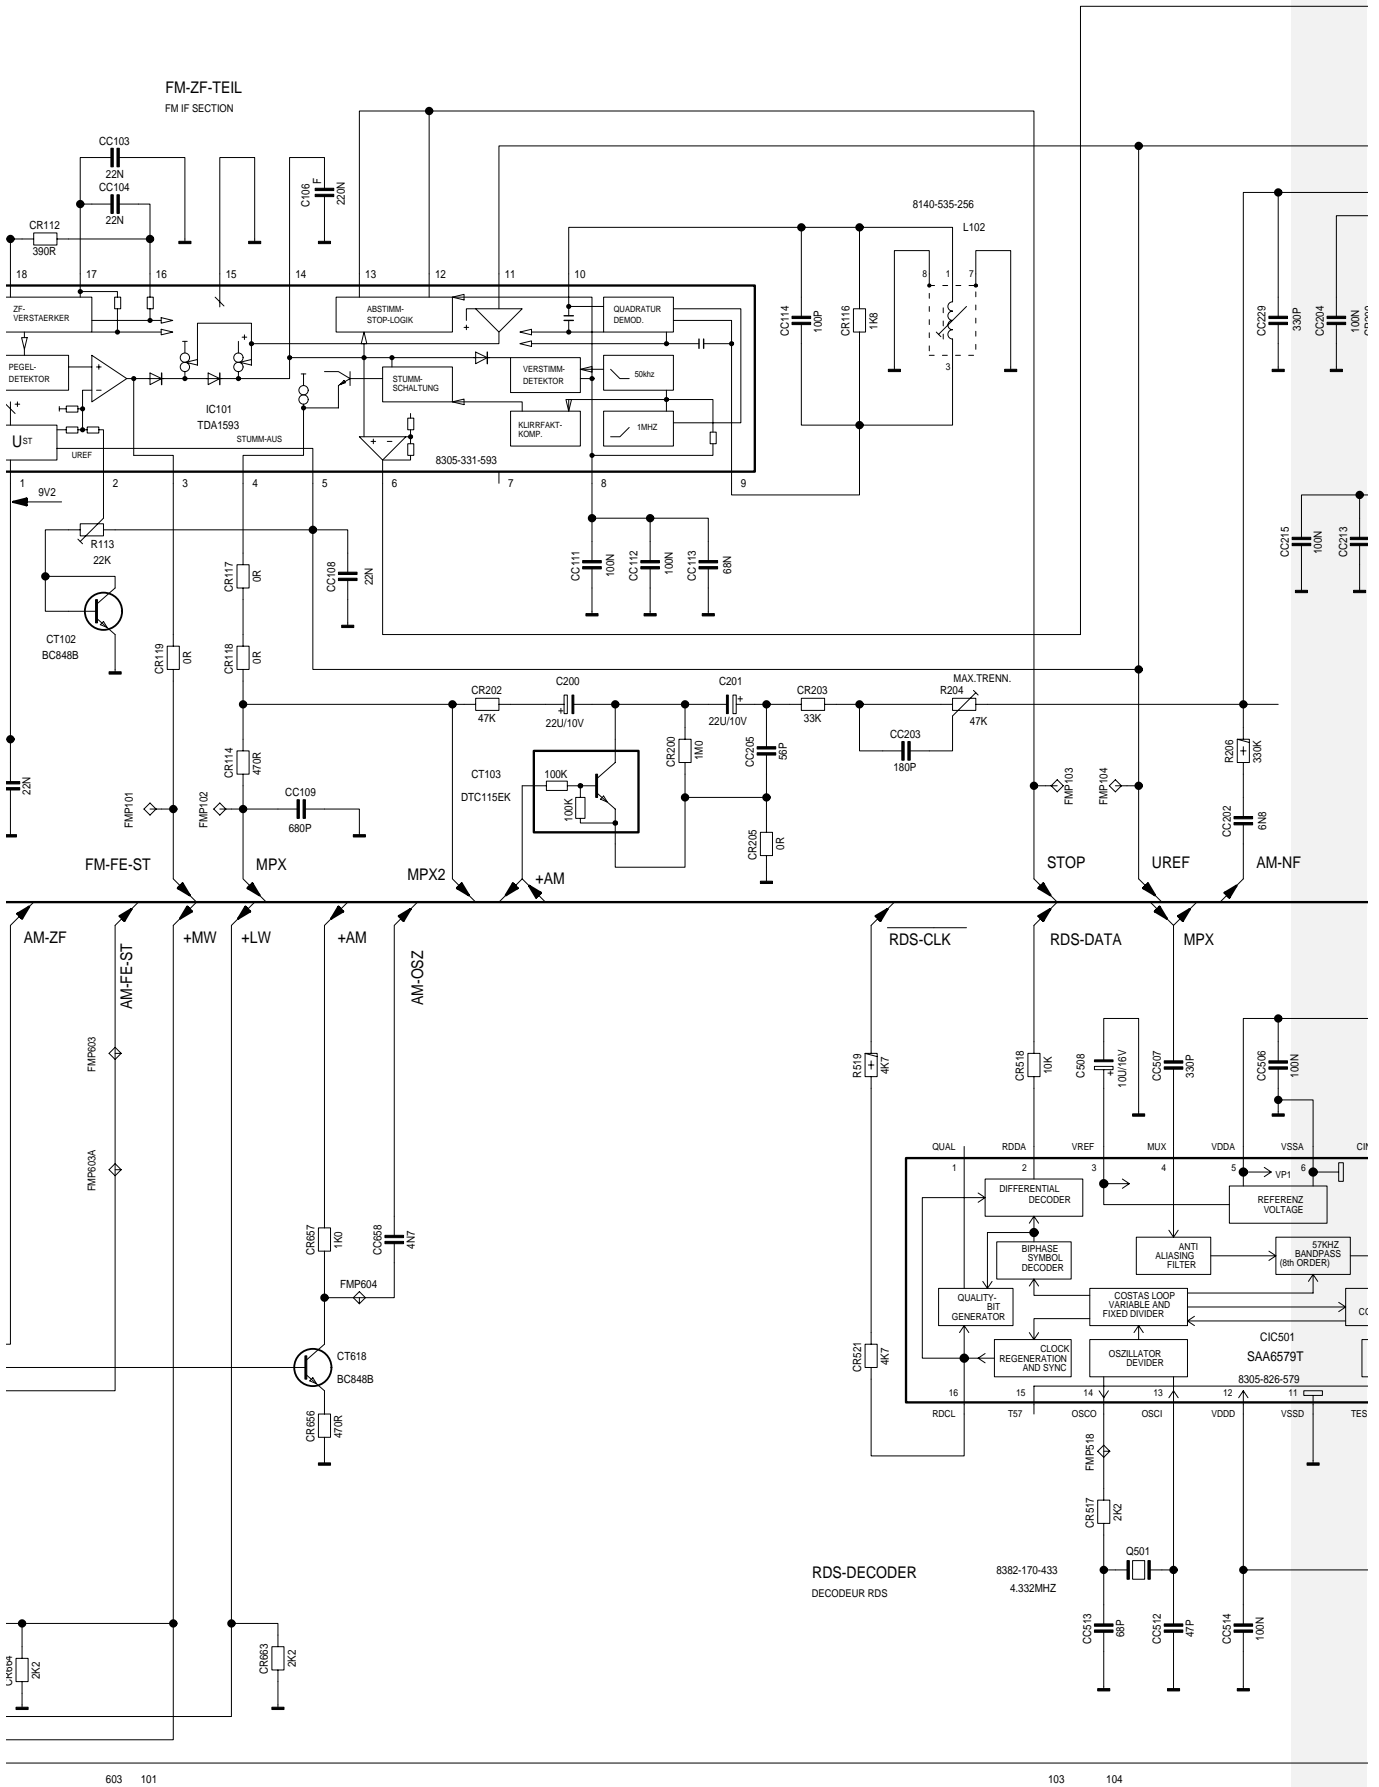 FM-ZF-TEIL
FM IF SECTION
CC103
22N
CC104
22N
CR112
390R
C106
F
220N
8140-535-256
L102
18
17
16
15
14
13
12
11
10
8
1
7
3
ZF-
VERSTAERKER
PEGEL-
DETEKTOR
UST
UREF
IC101
TDA1593
STUMM-AUS
ABSTIMM-
STOP-LOGIK
STUMM-
SCHALTUNG
VERSTIMM-
DETEKTOR
KLIRRFAKT-
KOMP.
QUADRATUR
DEMOD.
50khz
1MHZ
8305-331-593
CC114
100P
CR116
1K8
CC229
330P
CC204
100N
1
2
3
4
5
6
7
8
9
9V2
R113
22K
CT102
BC848B
CR117
0R
CC108
22N
CR119
0R
CR118
0R
CC111
100N
CC112
100N
CC113
68N
CC215
100N
CC213
CR202
47K
C200
22U/10V
C201
22U/10V
CR203
33K
MAX.TRENN.
R204
47K
CC203
180P
CR114
470R
CC109
680P
22N
FMP101
FMP102
CT103
DTC115EK
100K
100K
CR200
1M0
CC205
56P
CR205
0R
FMP103
FMP104
R206
330K
CC202
6N8
FM-FE-ST
MPX
MPX2
+AM
STOP
UREF
AM-NF
AM-ZF
AM-FE-ST
+MW
+LW
+AM
AM-OSZ
RDS-CLK
RDS-DATA
MPX
FMP603
FMP603A
R519
4K7
CR518
10K
C508
10U/16V
CC507
330P
CC506
100N
QUAL
RDDA
VREF
MUX
VDDA
VSSA
1
2
3
4
5
6
VP1
DIFFERENTIAL
DECODER
REFERENZ
VOLTAGE
BIPHASE
SYMBOL
DECODER
ANTI
ALIASING
FILTER
57KHZ
BANDPASS
(8th ORDER)
QUALITY-
BIT
GENERATOR
COSTAS LOOP
VARIABLE AND
FIXED DIVIDER
CLOCK
REGENERATION
AND SYNC
OSZILLATOR
DEVIDER
CIC501
SAA6579T
8305-826-579
16
15
14
13
12
11
RDCL
T57
OSCO
OSCI
VDDD
VSSD
TES
CR657
1K0
CC658
4N7
FMP604
CT618
BC848B
CR656
470R
CR521
4K7
FMP518
CR517
2K2
Q501
8382-170-433
4.332MHZ
CC513
68P
CC512
47P
CC514
100N
RDS-DECODER
DECODEUR RDS
CR664
2K2
CR663
2K2
603
101
103
104